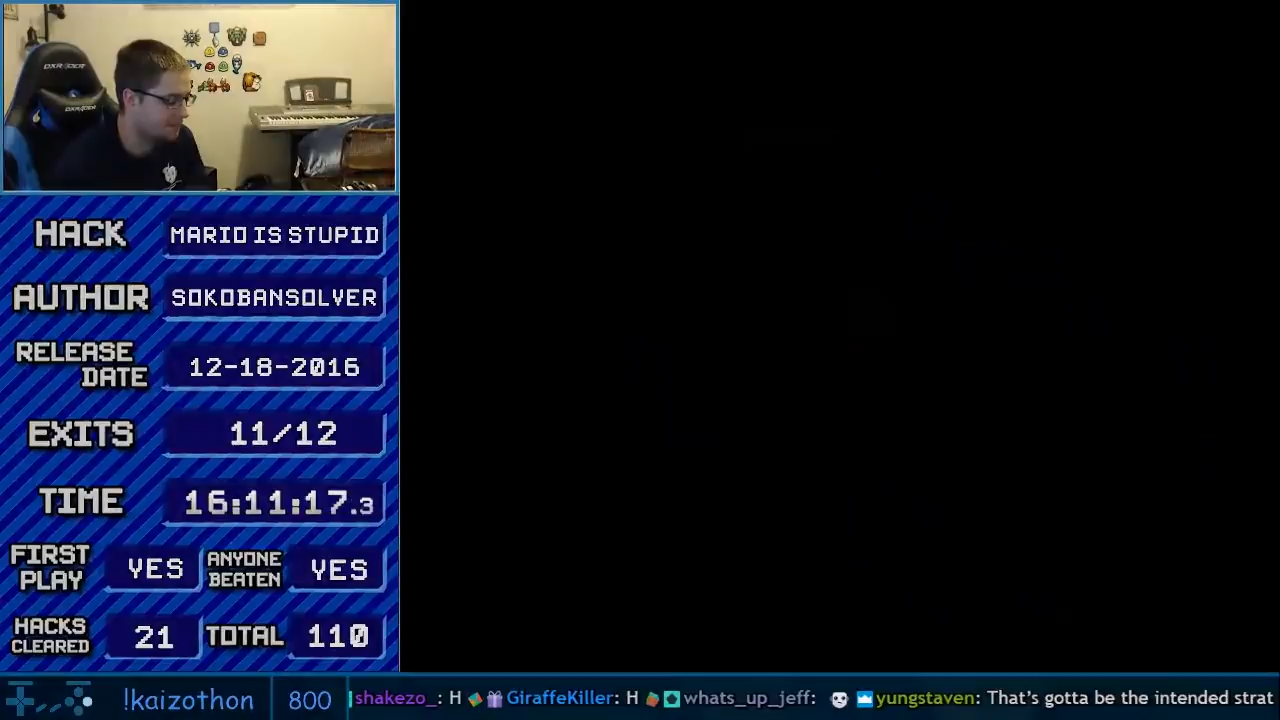 HACK MARIO IS STUPID
AUTHOR SOKOBANSOLVER
RELEASE DATE 12-18-2016
EXITS 11/12
TIME 16:11:17.3
FIRST PLAY YES ANYONE BEATEN YES
HACKS CLEARED 21 TOTAL 110
!kaizothon 800 shakezo_: H GiraffeKiller: H whats_up_jeff: yungstaven: That's gotta be the intended strat